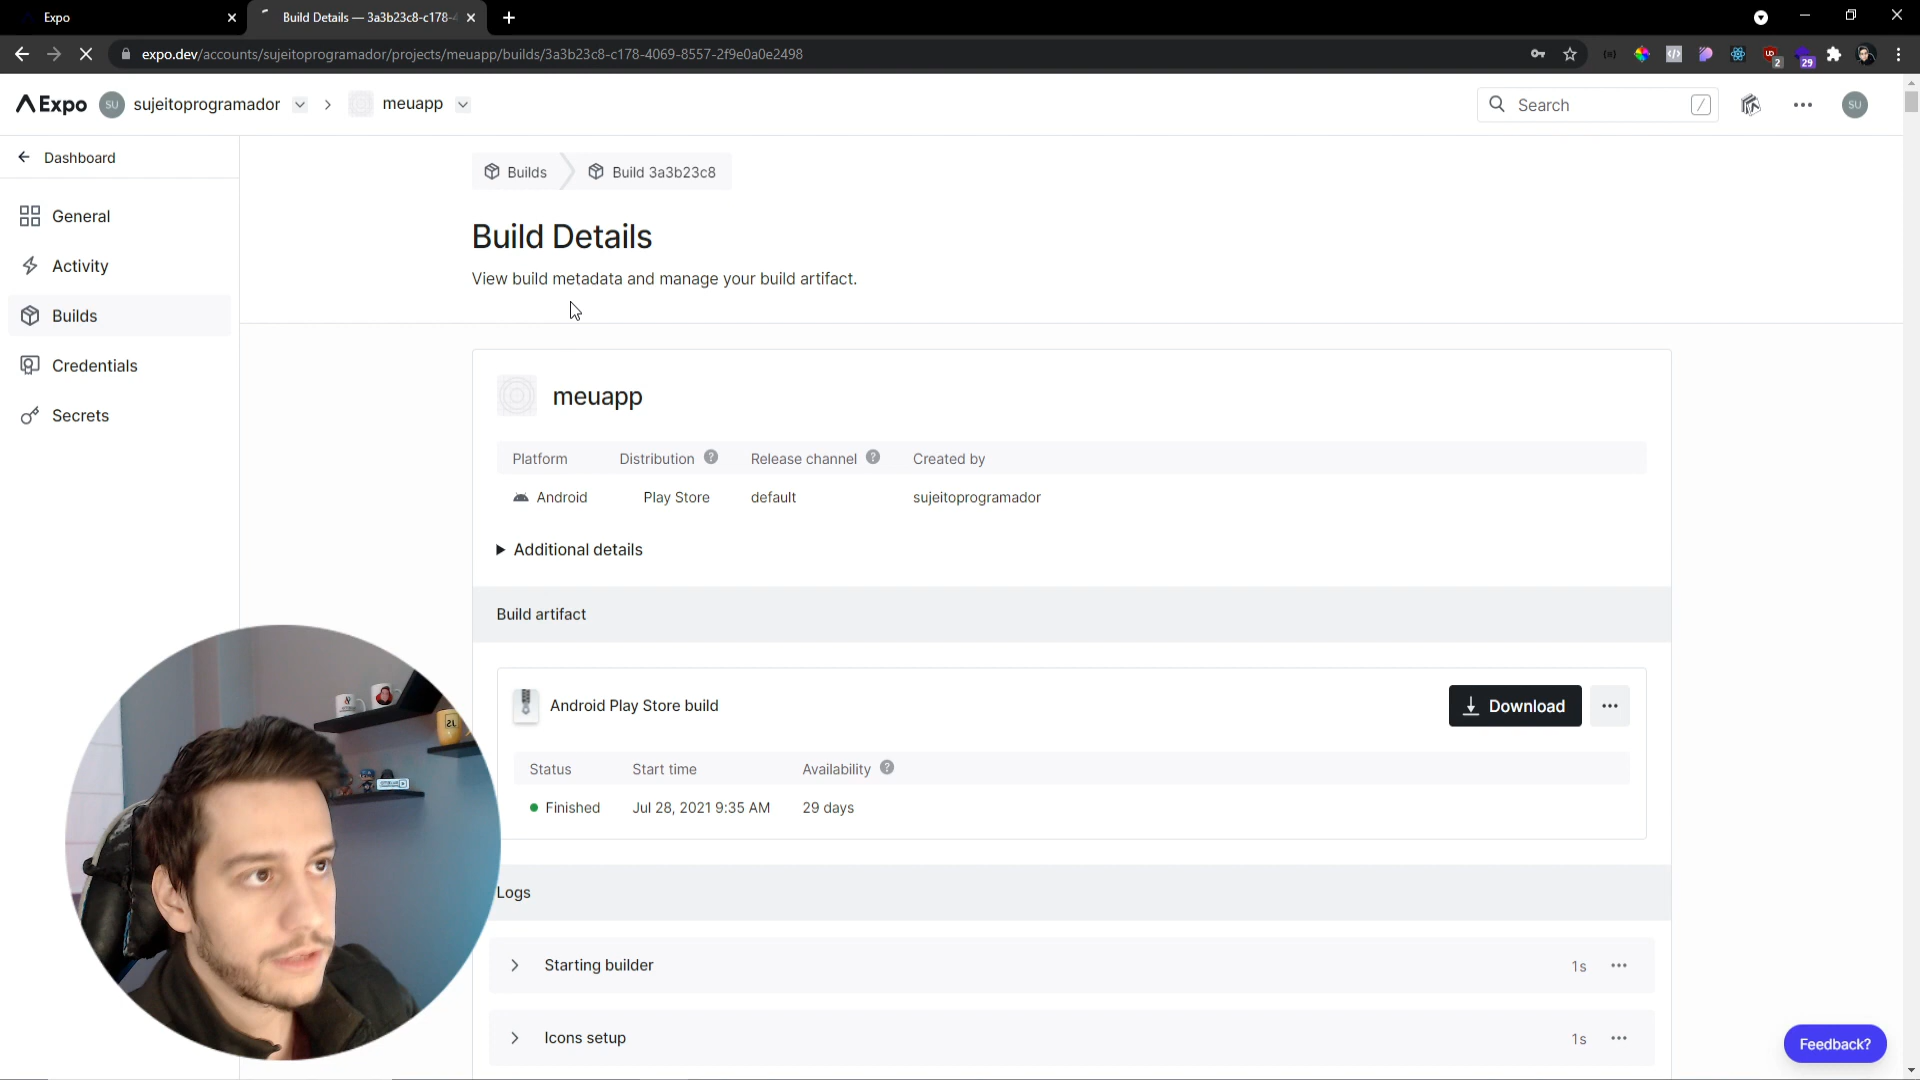 Expo
Build Details — 3a3b23c8-c178-4
expo.dev/accounts/sujeitoprogramador/projects/meuapp/builds/3a3b23c8-c178-4069-8557-2f9e0a0e2498
2
29
Expo
SU
sujeitoprogramador
meuapp
Search
/
SU
Dashboard
General
Activity
Builds
Credentials
Secrets
Builds
Build 3a3b23c8
Build Details
View build metadata and manage your build artifact.
meuapp
Platform Distribution ? Release channel ? Created by
Android Play Store default sujeitoprogramador
Additional details
Build artifact
Android Play Store build
Download
Status Start time Availability ?
Finished Jul 28, 2021 9:35 AM 29 days
Logs
Starting builder 1s
Icons setup 1s
Feedback?